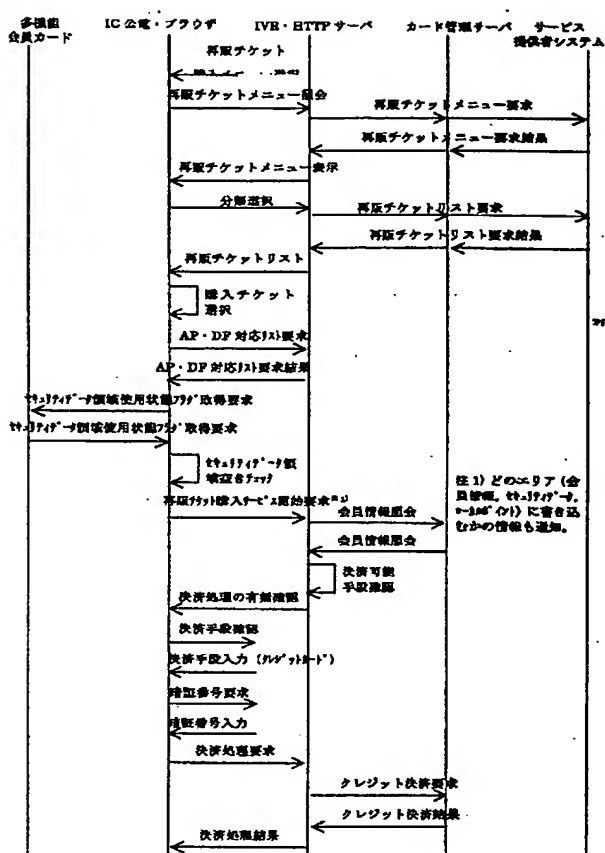 多機能
会員カード
IC 公電・ブラウザ
IVR・HTTP サーバ
カード管理サーバ
サービス
提供者システム
再販チケット
再販チケットメニュー照会
再販チケットメニュー要求
再販チケットメニュー要求結果
再販チケットメニュー表示
分類選択
再販チケットリスト要求
再販チケットリスト要求結果
再販チケットリスト
購入チケット
選択
AP・DF 対応リスト要求
AP・DF 対応リスト要求結果
セキュリティデータ領域使用状態フラグ取得要求
セキュリティデータ領域使用状態フラグ取得要求
セキュリティデータ領
域空きチェック
再販チケット購入サービス開始要求
会員情報照会
会員情報照会
注 1) どのエリア (会
員情報、セキュリティデータ、
に書き込
むかの情報も通知。
決済可能
手段確認
決済処理の有無確認
決済手段確認
決済手段入力 (クレジットカード)
暗証番号要求
暗証番号入力
決済処理要求
クレジット決済要求
クレジット決済結果
決済処理結果